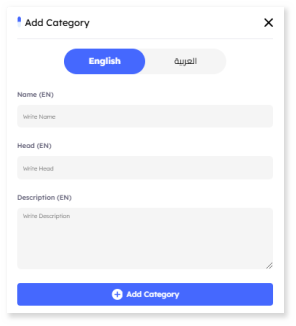 Add Category
English العربية
Name (EN)
Write Name
Head (EN)
Write Head
Description (EN)
Write Description
Add Category